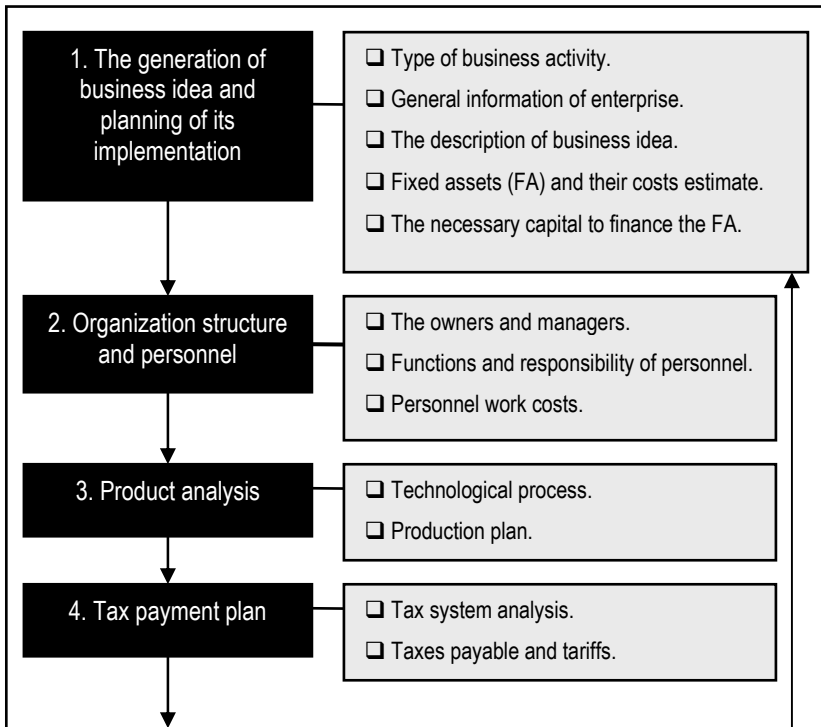 1. The generation of
business idea and
planning of its
implementation
❑ Type of business activity.
❑ General information of enterprise.
❑ The description of business idea.
❑ Fixed assets (FA) and their costs estimate.
❑ The necessary capital to finance the FA.
2. Organization structure
and personnel
❑ The owners and managers.
❑ Functions and responsibility of personnel.
❑ Personnel work costs.
3. Product analysis
❑ Technological process.
❑ Production plan.
4. Tax payment plan
❑ Tax system analysis.
❑ Taxes payable and tariffs.